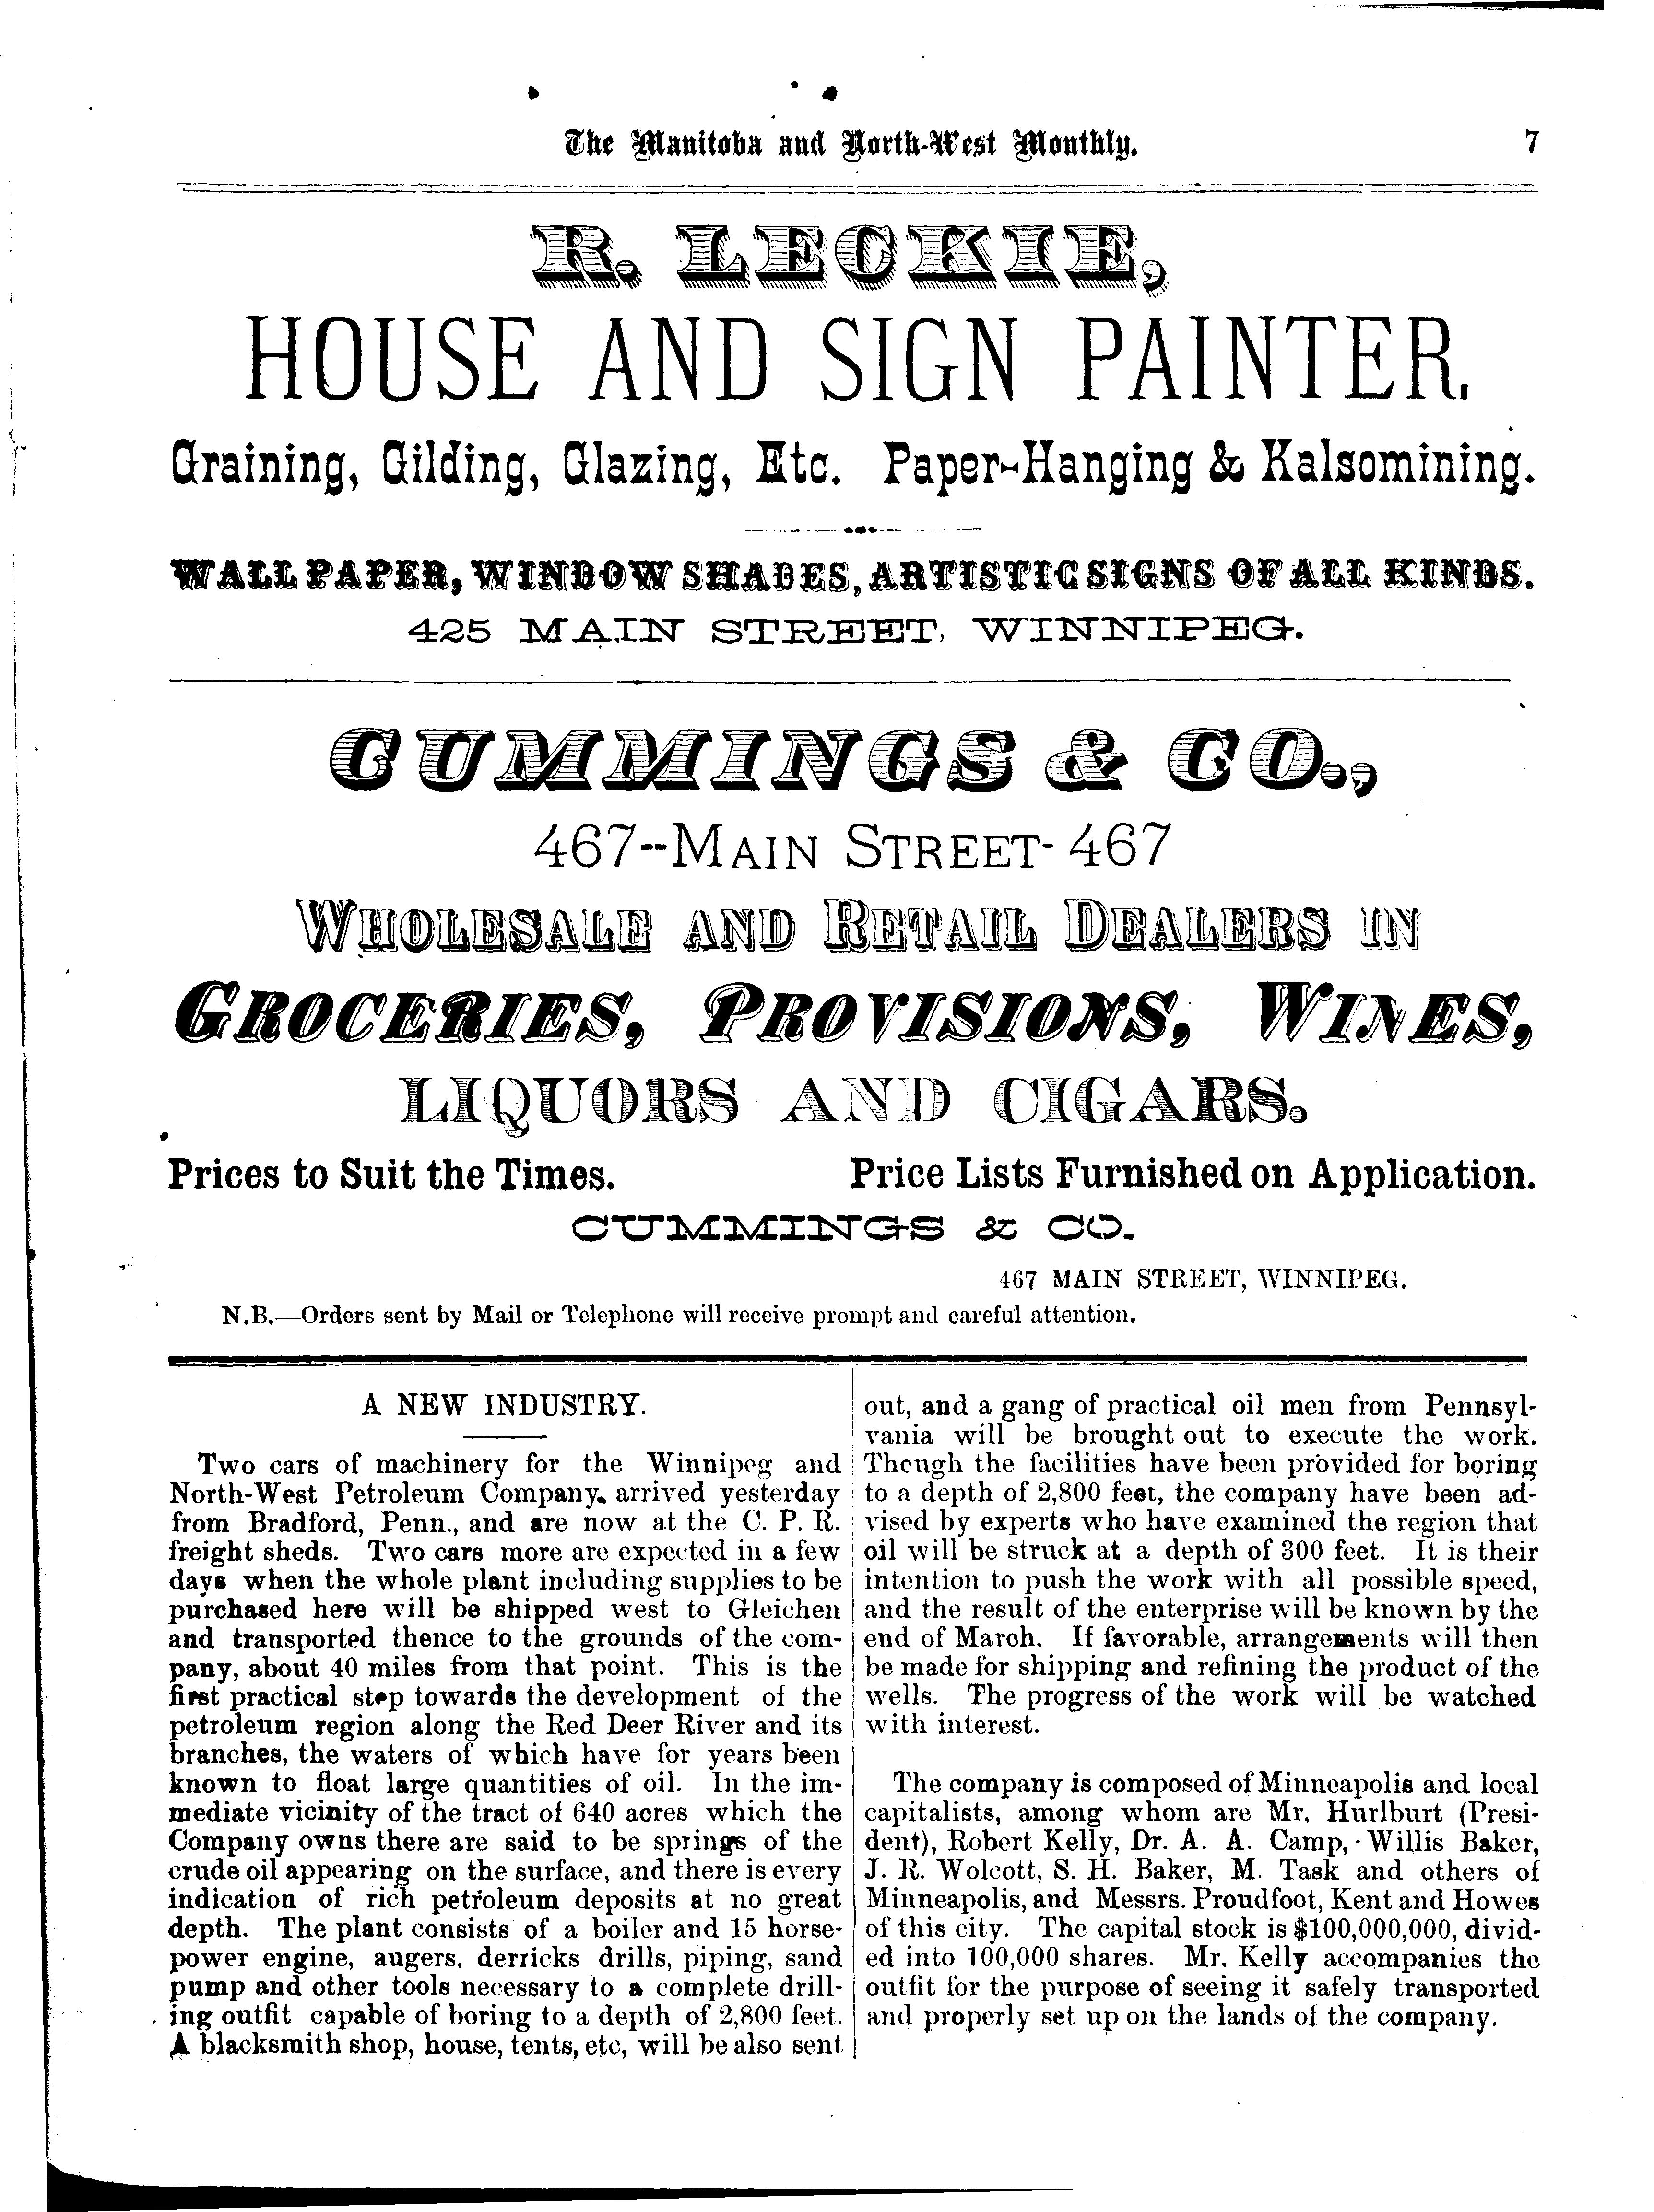 The Manitoba and North-West Monthly. 7
R. LECKIE,
HOUSE AND SIGN PAINTER.
Graining, Gilding, Glazing, Etc. Paper-Hanging & Kalsomining.
WALL PAPER, WINDOW SHADES, ARTISTIC SIGNS OF ALL KINDS.
425 MAIN STREET, WINNIPEG.
CUMMINGS & CO.,
467--MAIN STREET-467
WHOLESALE AND RETAIL DEALERS IN
GROCERIES, PROVISIONS, WINES,
LIQUORS AND CIGARS.
Prices to Suit the Times. Price Lists Furnished on Application.
CUMMINGS & CO.
467 MAIN STREET, WINNIPEG.
N.B.—Orders sent by Mail or Telephone will receive prompt and careful attention.
A NEW INDUSTRY.
Two cars of machinery for the Winnipeg and
North-West Petroleum Company. arrived yesterday
from Bradford, Penn., and are now at the C. P. R.
freight sheds. Two cars more are expected in a few
days when the whole plant including supplies to be
purchased here will be shipped west to Gleichen
and transported thence to the grounds of the com-
pany, about 40 miles from that point. This is the
first practical step towards the development of the
petroleum region along the Red Deer River and its
branches, the waters of which have for years been
known to float large quantities of oil. In the im-
mediate vicinity of the tract of 640 acres which the
Company owns there are said to be springs of the
crude oil appearing on the surface, and there is every
indication of rich petroleum deposits at no great
depth. The plant consists of a boiler and 15 horse-
power engine, augers, derricks drills, piping, sand
pump and other tools necessary to a complete drill-
ing outfit capable of boring to a depth of 2,800 feet.
A blacksmith shop, house, tents, etc, will be also sent
out, and a gang of practical oil men from Pennsyl-
vania will be brought out to execute the work.
Though the facilities have been provided for boring
to a depth of 2,800 feet, the company have been ad-
vised by experts who have examined the region that
oil will be struck at a depth of 300 feet. It is their
intention to push the work with all possible speed,
and the result of the enterprise will be known by the
end of March. If favorable, arrangements will then
be made for shipping and refining the product of the
wells. The progress of the work will be watched
with interest.
The company is composed of Minneapolis and local
capitalists, among whom are Mr. Hurlburt (Presi-
dent), Robert Kelly, Dr. A. A. Camp, Willis Baker,
J. R. Wolcott, S. H. Baker, M. Task and others of
Minneapolis, and Messrs. Proudfoot, Kent and Howes
of this city. The capital stock is $100,000,000, divid-
ed into 100,000 shares. Mr. Kelly accompanies the
outfit for the purpose of seeing it safely transported
and properly set up on the lands of the company.